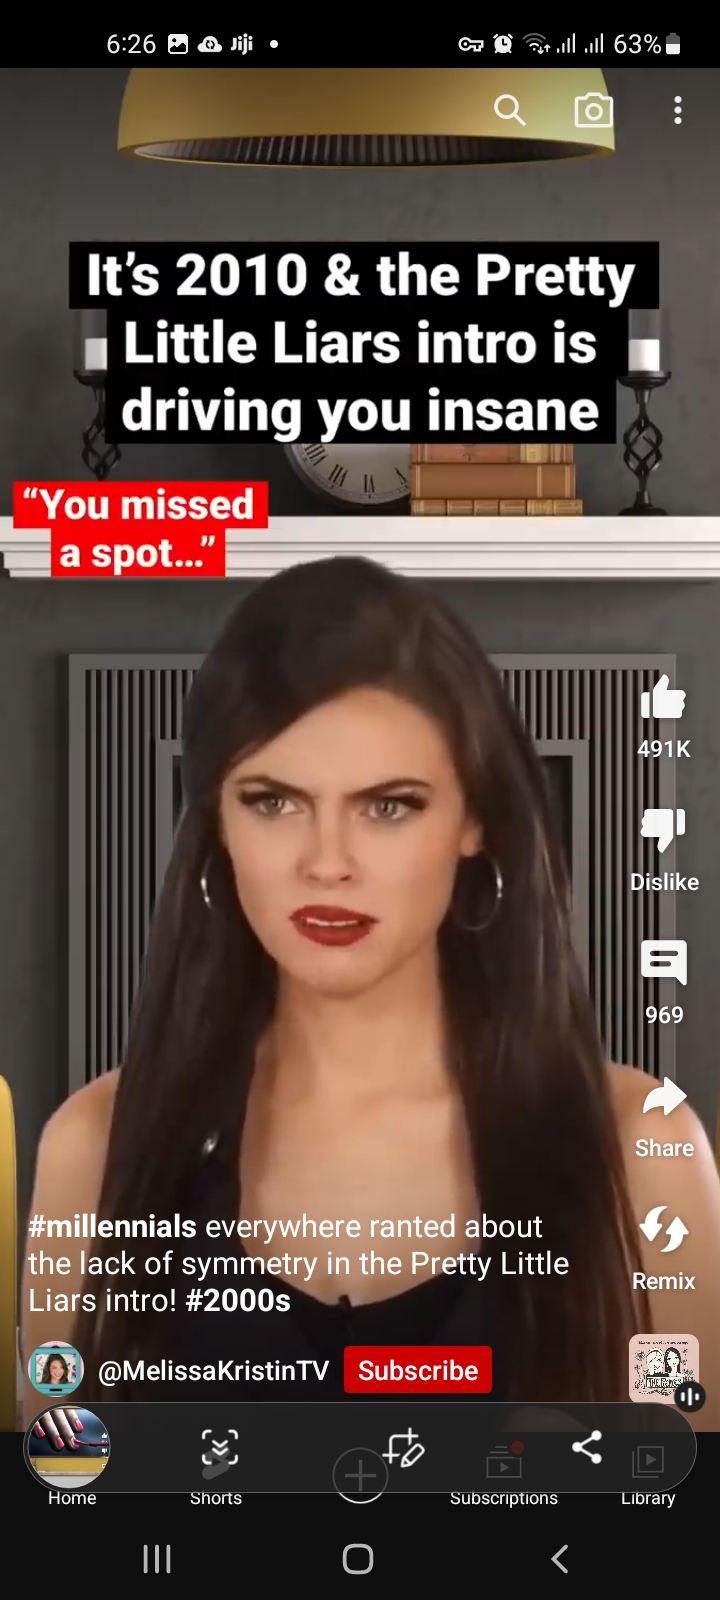 6:26
Jiji
63%
It's 2010 & the Pretty
Little Liars intro is
driving you insane
“You missed
a spot...”
491K
Dislike
969
Share
Remix
#millennials everywhere ranted about
the lack of symmetry in the Pretty Little
Liars intro! #2000s
@MelissaKristinTV
Subscribe
Home
Shorts
Subscriptions
Library